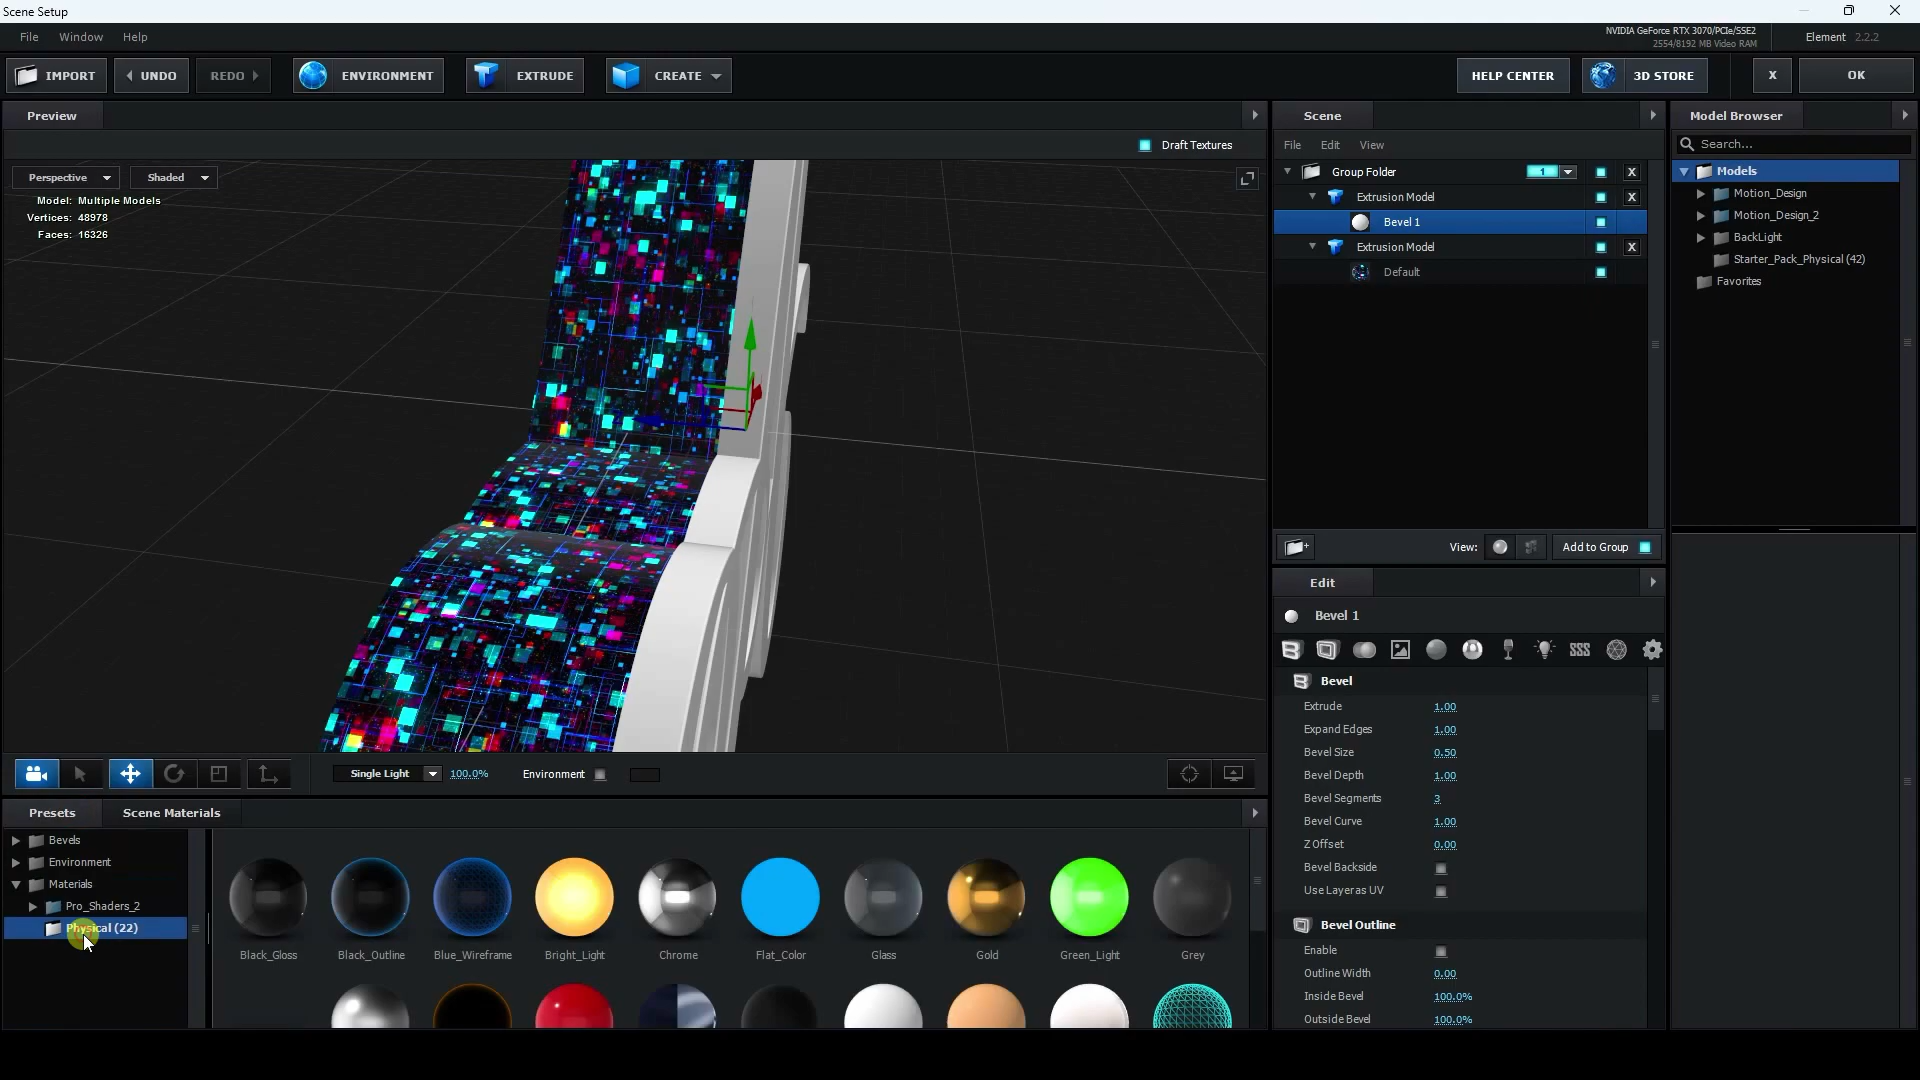 Scene Setup
File Window Help
NVIDIA GeForce RTX 3070/PCIe/SSE2
2554/8192 MB Video RAM
Element 2.2.2
IMPORT UNDO REDO ENVIRONMENT EXTRUDE CREATE HELP CENTER 3D STORE X OK
Preview
Draft Textures
Perspective Shaded
Model: Multiple Models
Vertices: 48978
Faces: 16326
Single Light 100.0% Environment
Scene
File Edit View
Group Folder 1 X
Extrusion Model X
Bevel 1
Extrusion Model X
Default
View: Add to Group
Edit
Bevel 1
Bevel
Extrude 1.00
Expand Edges 1.00
Bevel Size 0.50
Bevel Depth 1.00
Bevel Segments 3
Bevel Curve 1.00
Z Offset 0.00
Bevel Backside
Use Layer as UV
Bevel Outline
Enable
Outline Width 0.00
Inside Bevel 100.0%
Outside Bevel 100.0%
Model Browser
Search...
Models
Motion_Design
Motion_Design_2
BackLight
Starter_Pack_Physical (42)
Favorites
Presets Scene Materials
Bevels
Environment
Materials
Pro_Shaders_2
Physical (22)
Black_Gloss Black_Outline Blue_Wireframe Bright_Light Chrome Flat_Color Glass Gold Green_Light Grey